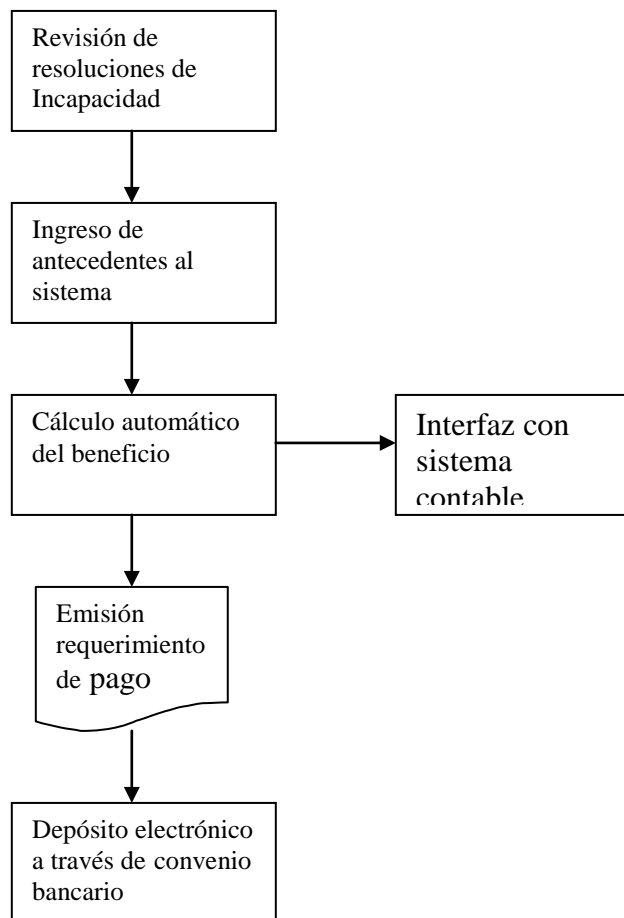 Revisión de
resoluciones de
Incapacidad
Ingreso de
antecedentes al
sistema
Cálculo automático
del beneficio
Interfaz con
sistema
contable
Emisión
requerimiento
de pago
Depósito electrónico
a través de convenio
bancario